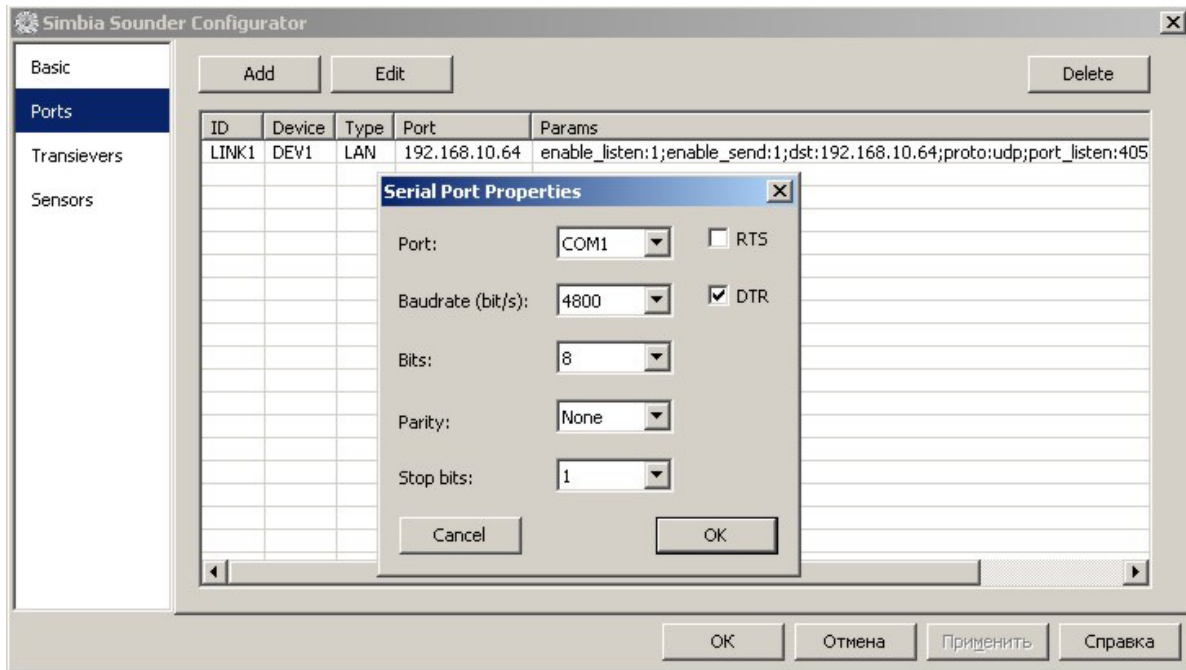 Simbia Sounder Configurator
Basic
Ports
Transievers
Sensors
Add Edit Delete
ID Device Type Port Params
LINK1 DEV1 LAN 192.168.10.64 enable_listen:1;enable_send:1;dst:192.168.10.64;proto:udp;port_listen:405
Serial Port Properties
Port: COM1 RTS
Baudrate (bit/s): 4800 DTR
Bits: 8
Parity: None
Stop bits: 1
Cancel OK
OK Отмена Применить Справка